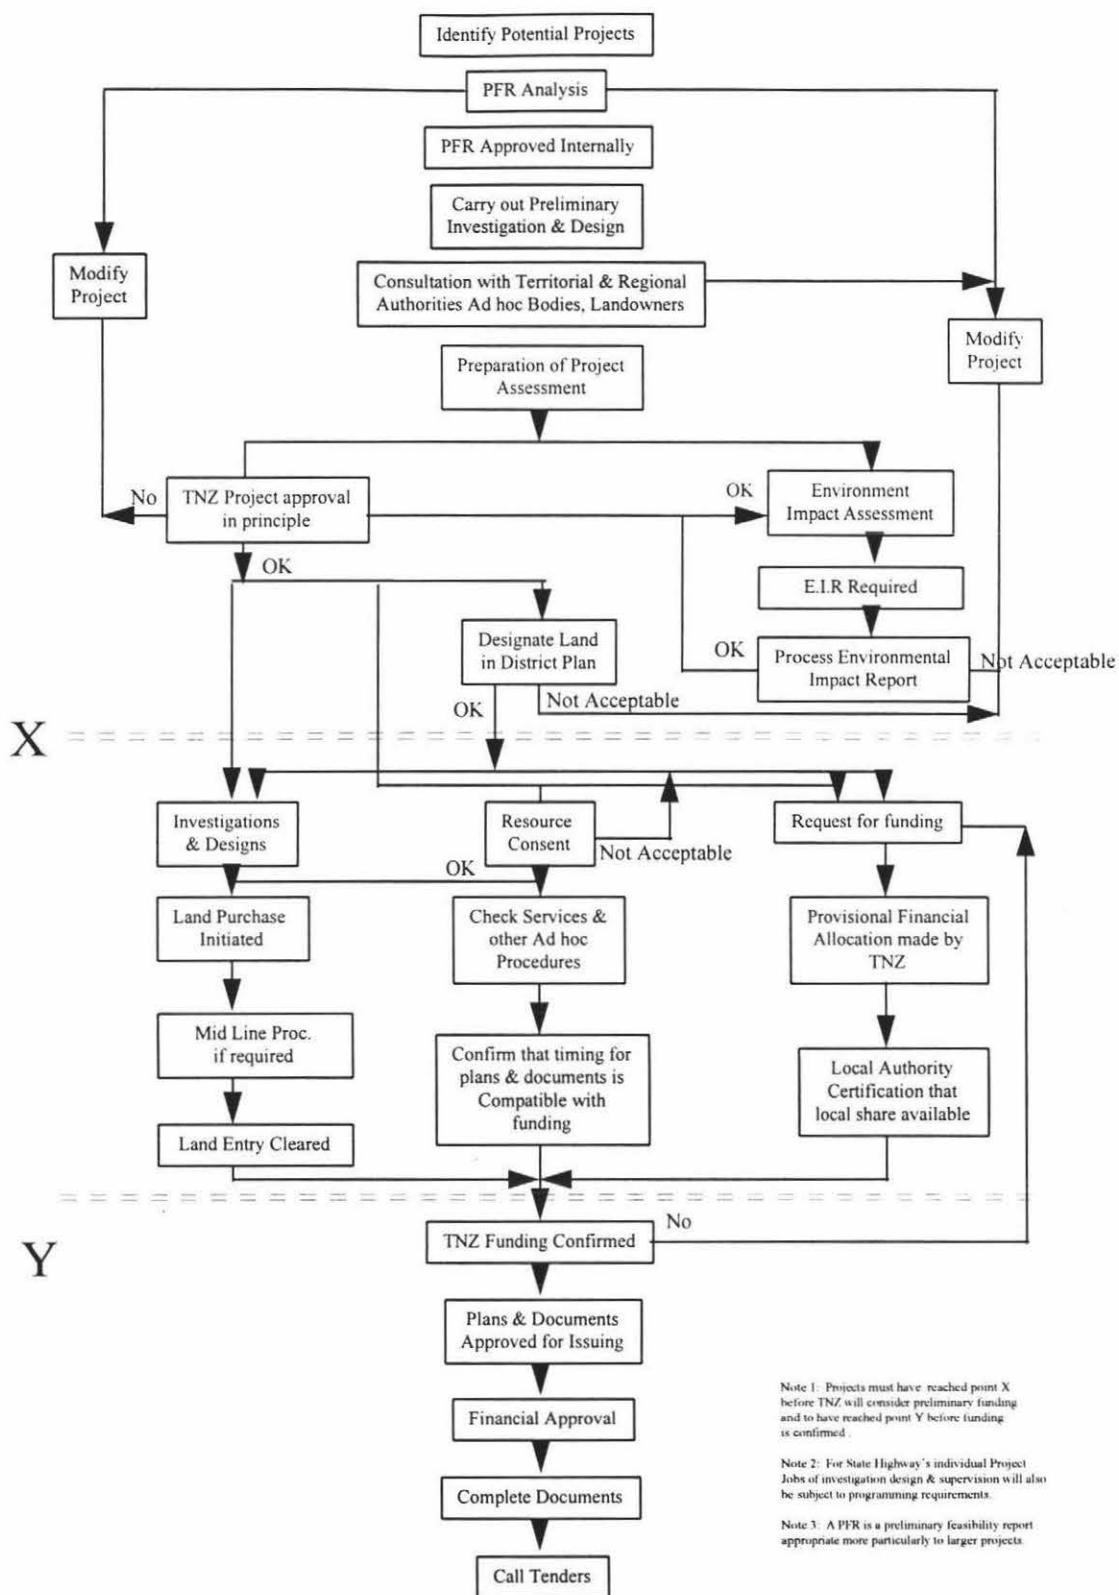 Identify Potential Projects
PFR Analysis
PFR Approved Internally
Carry out Preliminary
Investigation & Design
Modify
Project
Consultation with Territorial & Regional
Authorities Ad hoc Bodies, Landowners
Modify
Project
Preparation of Project
Assessment
No
TNZ Project approval
in principle
OK
Environment
Impact Assessment
OK
E.I.R Required
Designate Land
in District Plan
OK
Process Environmental
Impact Report
Not Acceptable
OK
Not Acceptable
X
Investigations
& Designs
Resource
Consent
Request for funding
Not Acceptable
OK
Land Purchase
Initiated
Check Services &
other Ad hoc
Procedures
Provisional Financial
Allocation made by
TNZ
Mid Line Proc.
if required
Confirm that timing for
plans & documents is
Compatible with
funding
Local Authority
Certification that
local share available
Land Entry Cleared
Y
TNZ Funding Confirmed
No
Plans & Documents
Approved for Issuing
Financial Approval
Complete Documents
Call Tenders
Note 1: Projects must have reached point X
before TNZ will consider preliminary funding
and to have reached point Y before funding
is confirmed .
Note 2: For State Highway's individual Project
Jobs of investigation design & supervision will also
be subject to programming requirements.
Note 3: A PFR is a preliminary feasibility report
appropriate more particularly to larger projects.